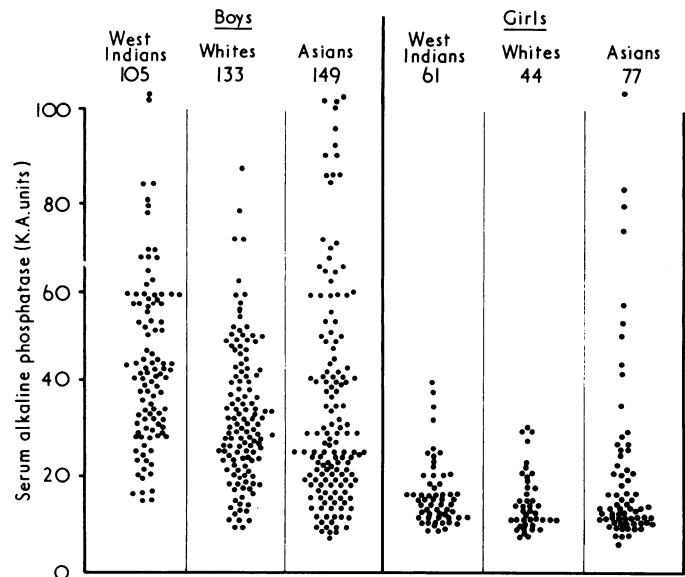 Boys
Girls
West Indians
105
Whites
133
Asians
149
West Indians
61
Whites
44
Asians
77
Serum alkaline phosphatase (K.A.units)
100
80
60
40
20
0